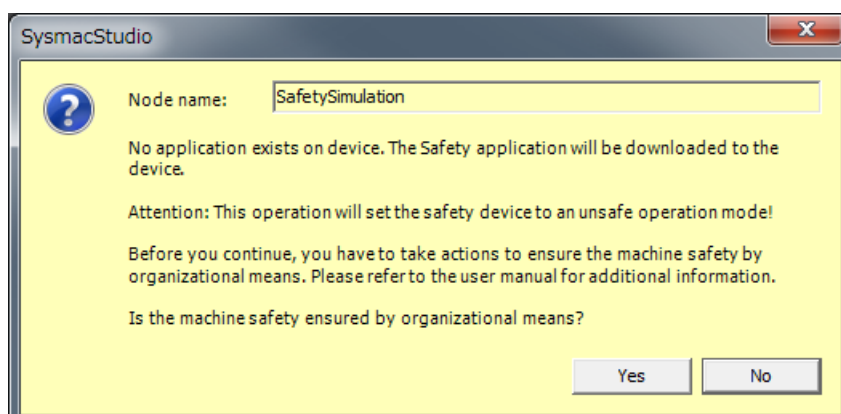 SysmacStudio
Node name: SafetySimulation
No application exists on device. The Safety application will be downloaded to the
device.
Attention: This operation will set the safety device to an unsafe operation mode!
Before you continue, you have to take actions to ensure the machine safety by
organizational means. Please refer to the user manual for additional information.
Is the machine safety ensured by organizational means?
Yes No